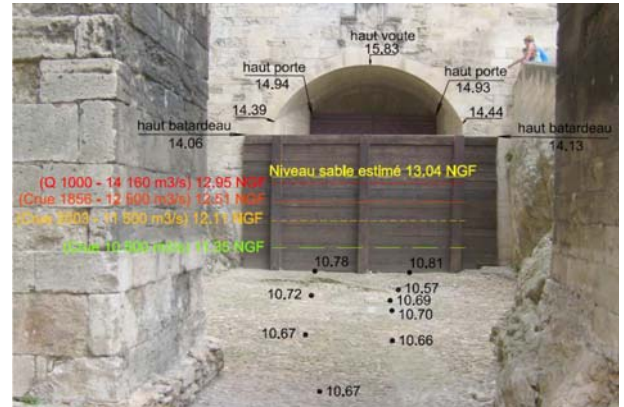 haut voute
15.83
haut porte
14.94
haut porte
14.93
14.39
14.44
haut batardeau
14.06
haut batardeau
14.13
Niveau sable estimé 13,04 NGF
(Q 1000 - 14 160 m3/s) 12.95 NGF
(Crue 1856 - 12 500 m3/s) 12.51 NGF
(Crue 2003 - 11 500 m3/s) 12.11 NGF
(Crue 10 500 m3/s) 11.35 NGF
10.78
10.81
10.57
10.72
10.69
10.70
10.67
10.66
10.67